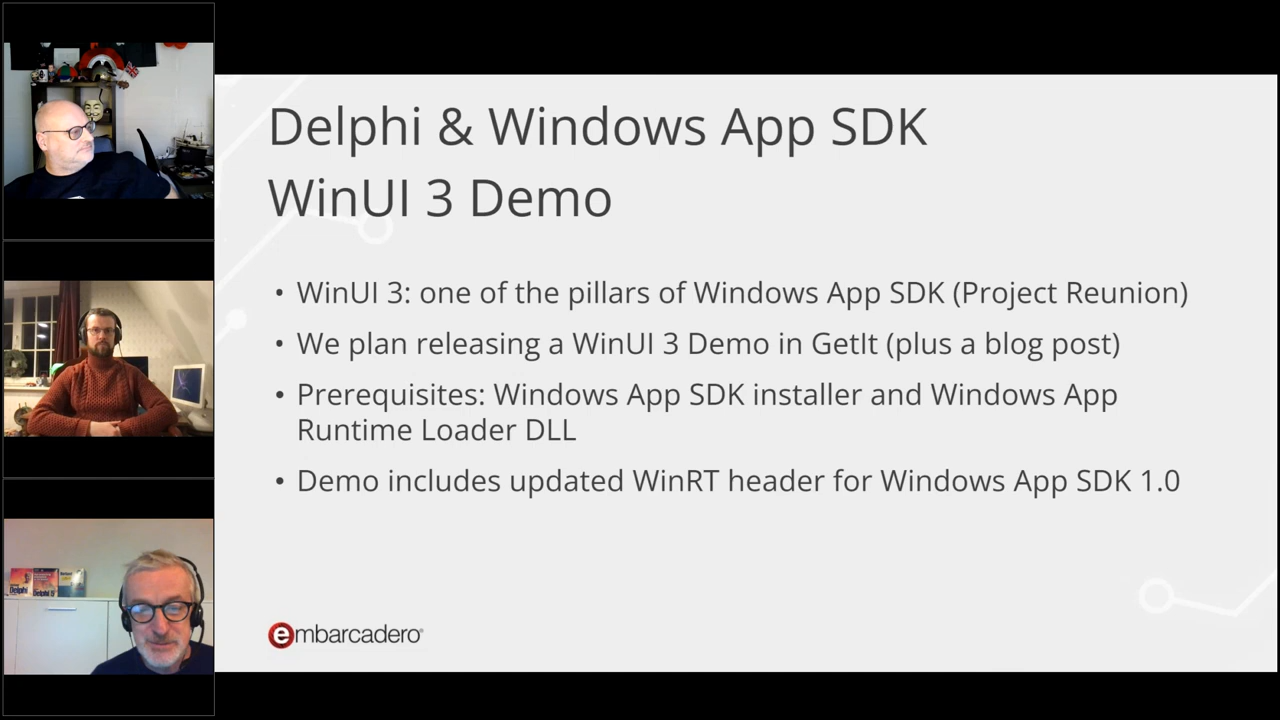 Delphi & Windows App SDK
WinUI 3 Demo
• WinUI 3: one of the pillars of Windows App SDK (Project Reunion)
• We plan releasing a WinUI 3 Demo in GetIt (plus a blog post)
• Prerequisites: Windows App SDK installer and Windows App
Runtime Loader DLL
• Demo includes updated WinRT header for Windows App SDK 1.0
embarcadero®
Delphi
Delphi